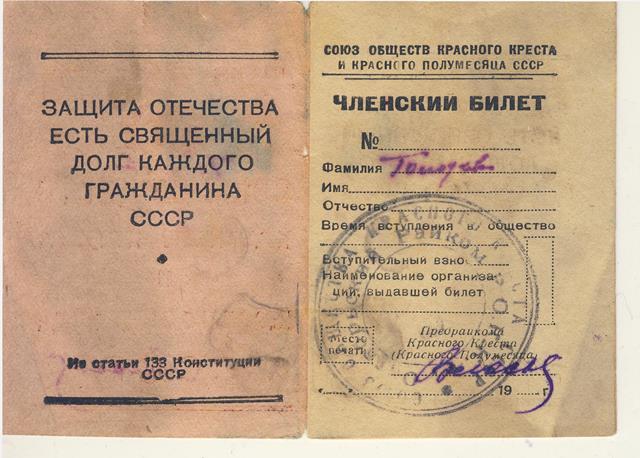 ЗАЩИТА ОТЕЧЕСТВА
ЕСТЬ СВЯЩЕННЫЙ
ДОЛГ КАЖДОГО
ГРАЖДАНИНА
СССР
Из статьи 133 Конституции
СССР
СОЮЗ ОБЩЕСТВ КРАСНОГО КРЕСТА
И КРАСНОГО ПОЛУМЕСЯЦА СССР
ЧЛЕНСКИЙ БИЛЕТ
№
Фамилия
Имя
Отчество
Время вступления в общество
Вступительный взнос
Наименование организа-
ции, выдавшей билет
Место
печати
Предрайкома
Красного Креста
(Красного Полумесяца)
19 г.